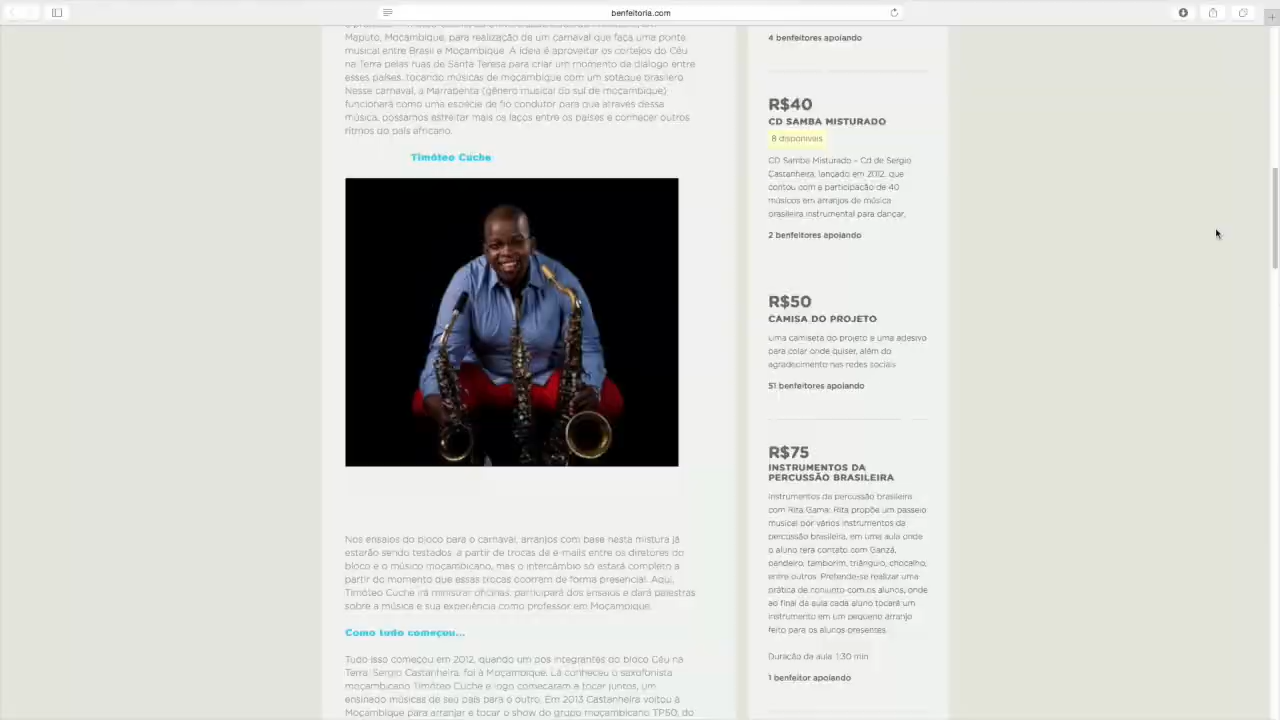 benfeitoria.com
Maputo, Moçambique, para realização de um carnaval que faça uma ponte
musical entre Brasil e Moçambique. A ideia é aproveitar os cortejos do Céu
na Terra pelas ruas de Santa Teresa para criar um momento de diálogo entre
esses países, tocando músicas de moçambique com um sotaque brasilero.
Nesse carnaval, a Marrabenta (gênero musical do sul de moçambique)
funcionará como uma espécie de fio condutor para que através dessa
música, possamos estreitar mais os laços entre os países e conhecer outros
ritmos do país africano.
Timóteo Cuche
Nos ensaios do bloco para o carnaval, arranjos com base nesta mistura já
estarão sendo testados, a partir de trocas de e-mails entre os diretores do
bloco e o músico moçambicano, mas o intercâmbio só estará completo a
partir do momento que essas trocas ocorram de forma presencial. Aqui,
Timóteo Cuche irá ministrar oficinas, participará dos ensaios e dará palestras
sobre a música e sua experiência como professor em Moçambique.
Como tudo começou...
Tudo isso começou em 2012, quando um dos integrantes do bloco Céu na
Terra, Sergio Castanheira, foi à Moçambique. Lá conheceu o saxofonista
moçambicano Timóteo Cuche e logo começaram a tocar juntos, um
ensinado músicas de seu país para o outro. Em 2013 Castanheira voltou à
Moçambique para arranjar e tocar o show do grupo moçambicano TP50, do
4 benfeitores apoiando
R$40
CD SAMBA MISTURADO
8 disponíveis
CD Samba Misturado - Cd de Sergio
Castanheira, lançado em 2012, que
contou com a participação de 40
músicos em arranjos de música
brasileira instrumental para dançar.
2 benfeitores apoiando
R$50
CAMISA DO PROJETO
Uma camiseta do projeto e uma adesivo
para colar onde quiser, além do
agradecimento nas redes sociais
51 benfeitores apoiando
R$75
INSTRUMENTOS DA
PERCUSSÃO BRASILEIRA
Instrumentos da percussão brasileira
com Rita Gama: Rita propõe um passeio
musical por vários instrumentos da
percussão brasileira, em uma aula onde
o aluno terá contato com Ganzá,
pandeiro, tamborim, triângulo, chocalho,
entre outros. Pretende-se realizar uma
prática de conjunto com os alunos, onde
ao final da aula cada aluno tocará um
instrumento em um pequeno arranjo
feito para os alunos presentes.
Duração da aula: 1:30 min
1 benfeitor apoiando